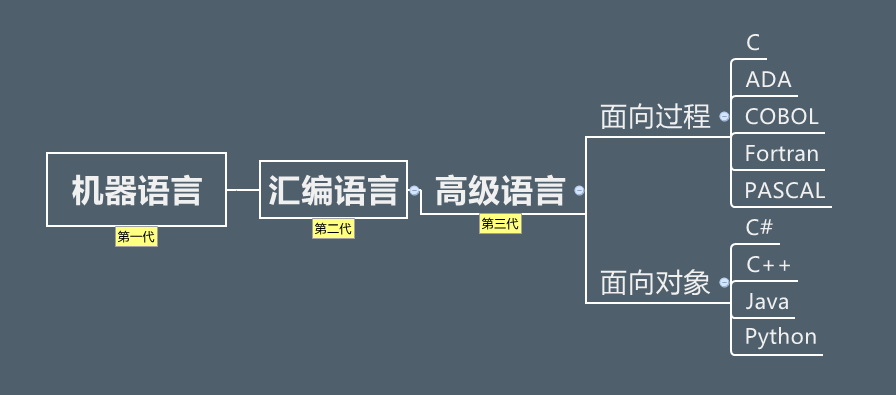 机器语言
第一代
汇编语言
第二代
高级语言
第三代
面向过程
C
ADA
COBOL
Fortran
PASCAL
面向对象
C#
C++
Java
Python